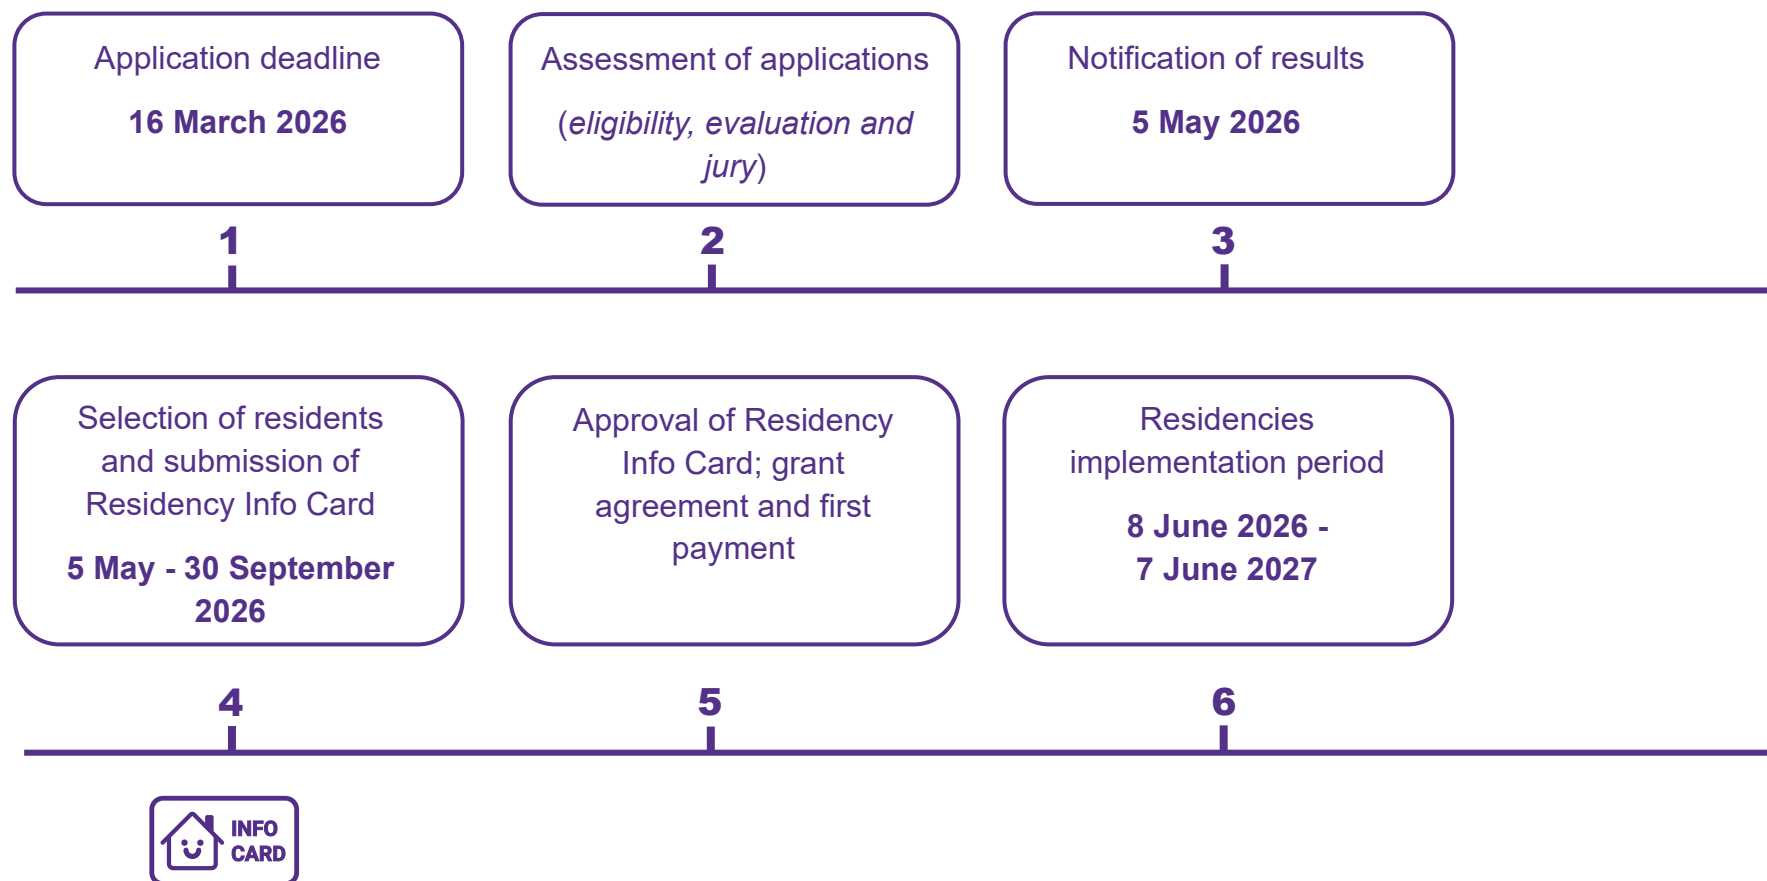 Application deadline
16 March 2026
Assessment of applications
(eligibility, evaluation and
jury)
Notification of results
5 May 2026
1
2
3
Selection of residents
and submission of
Residency Info Card
5 May - 30 September
2026
Approval of Residency
Info Card; grant
agreement and first
payment
Residencies
implementation period
8 June 2026 -
7 June 2027
4
5
6
INFO
CARD